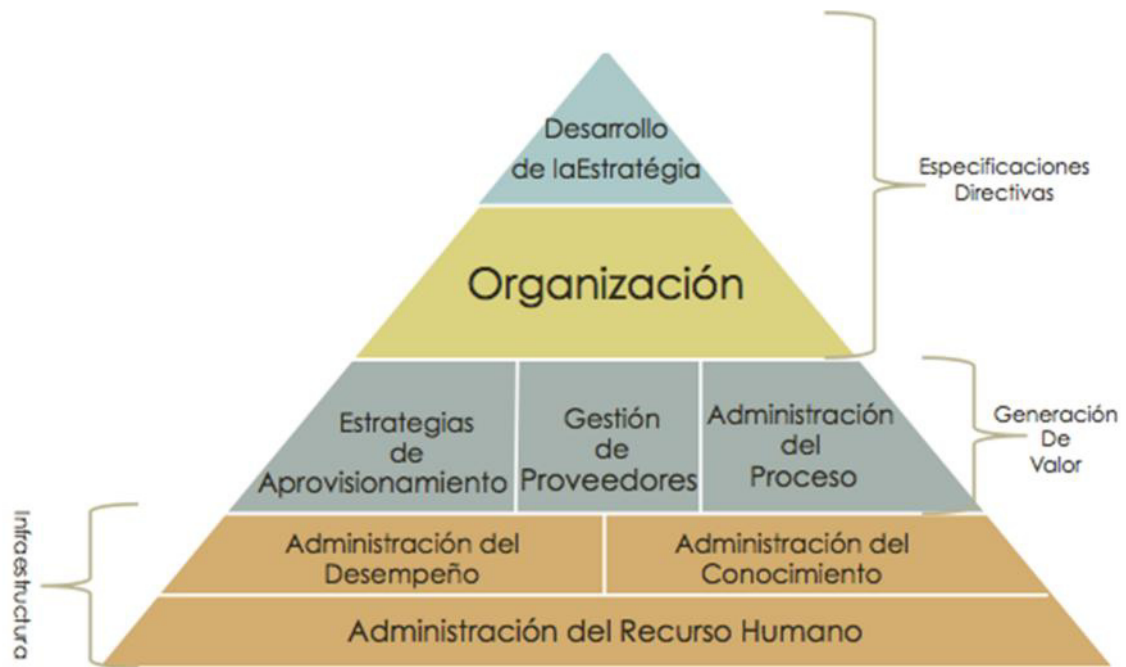 Desarrollo
de laEstratégia
Especificaciones
Directivas
Organización
Estrategias
de
Aprovisionamiento
Gestión
de
Proveedores
Administración
del
Proceso
Generación
De
Valor
Infraestructura
Administración del
Desempeño
Administración del
Conocimiento
Administración del Recurso Humano